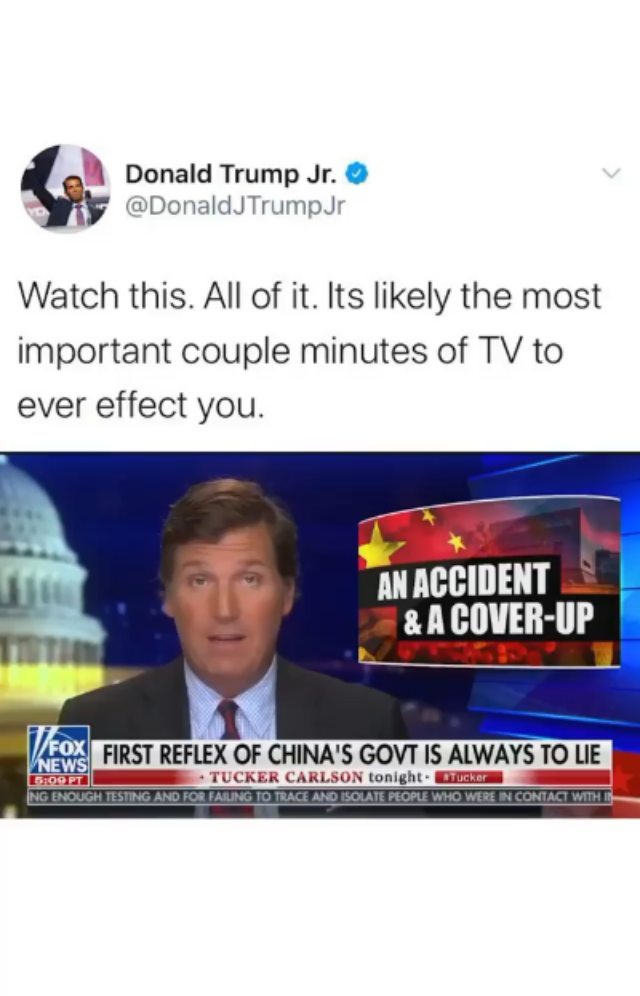 Donald Trump Jr.
@DonaldJTrumpJr
Watch this. All of it. Its likely the most
important couple minutes of TV to
ever effect you.
AN ACCIDENT
& A COVER-UP
FOX
NEWS
5:09 PT
FIRST REFLEX OF CHINA'S GOVT IS ALWAYS TO LIE
• TUCKER CARLSON tonight • #Tucker
NG ENOUGH TESTING AND FOR FAILING TO TRACE AND ISOLATE PEOPLE WHO WERE IN CONTACT WITH